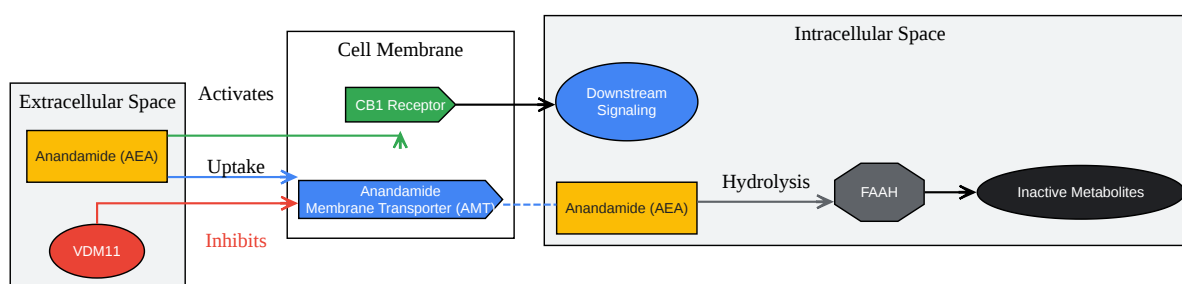 Intracellular Space
Cell Membrane
Extracellular Space
Activates
CB1 Receptor
Downstream
Signaling
Anandamide (AEA)
Uptake
Anandamide
Membrane Transporter (AMT)
Anandamide (AEA)
Hydrolysis
FAAH
Inactive Metabolites
VDM11
Inhibits